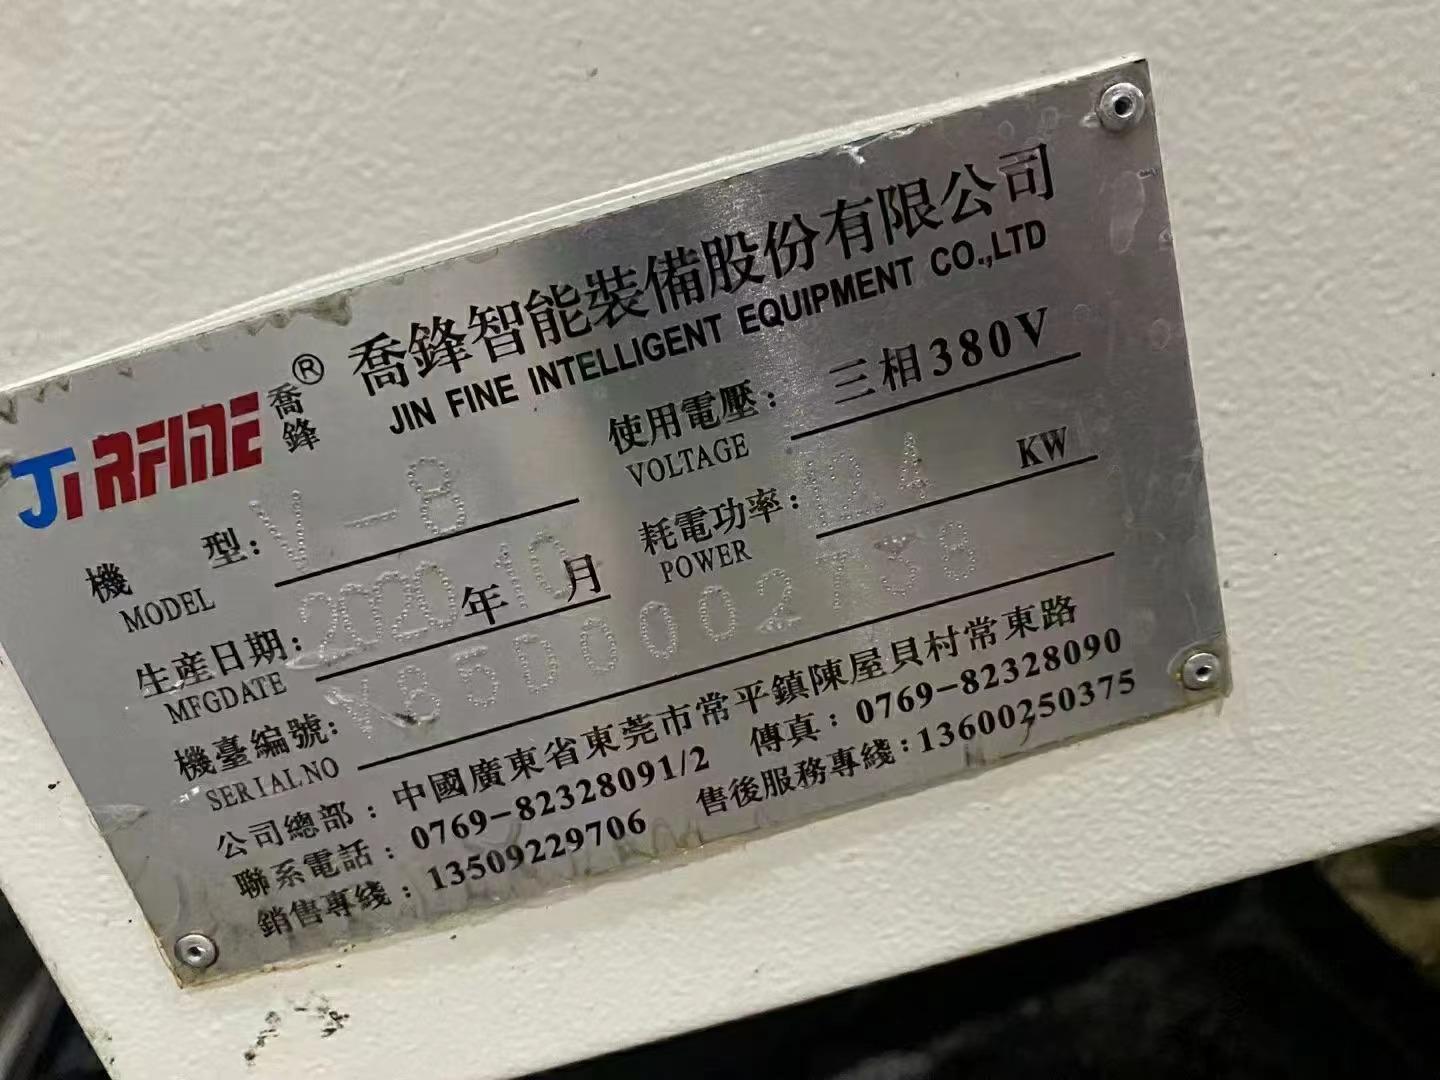 JIRFINE 喬鋒 ® 喬鋒智能裝備股份有限公司
JIN FINE INTELLIGENT EQUIPMENT CO.,LTD
機 型: V-8
MODEL
使用電壓: 三相380V
VOLTAGE
生産日期: 2020年10月
MFGDATE
耗電功率: 12.4 KW
POWER
機臺編號:
SERIALNO
公司總部: 中國廣東省東莞市常平鎮陳屋貝村常東路
聯系電話: 0769-82328091/2 傳真: 0769-82328090
銷售專綫: 13509229706 售後服務專綫: 13600250375